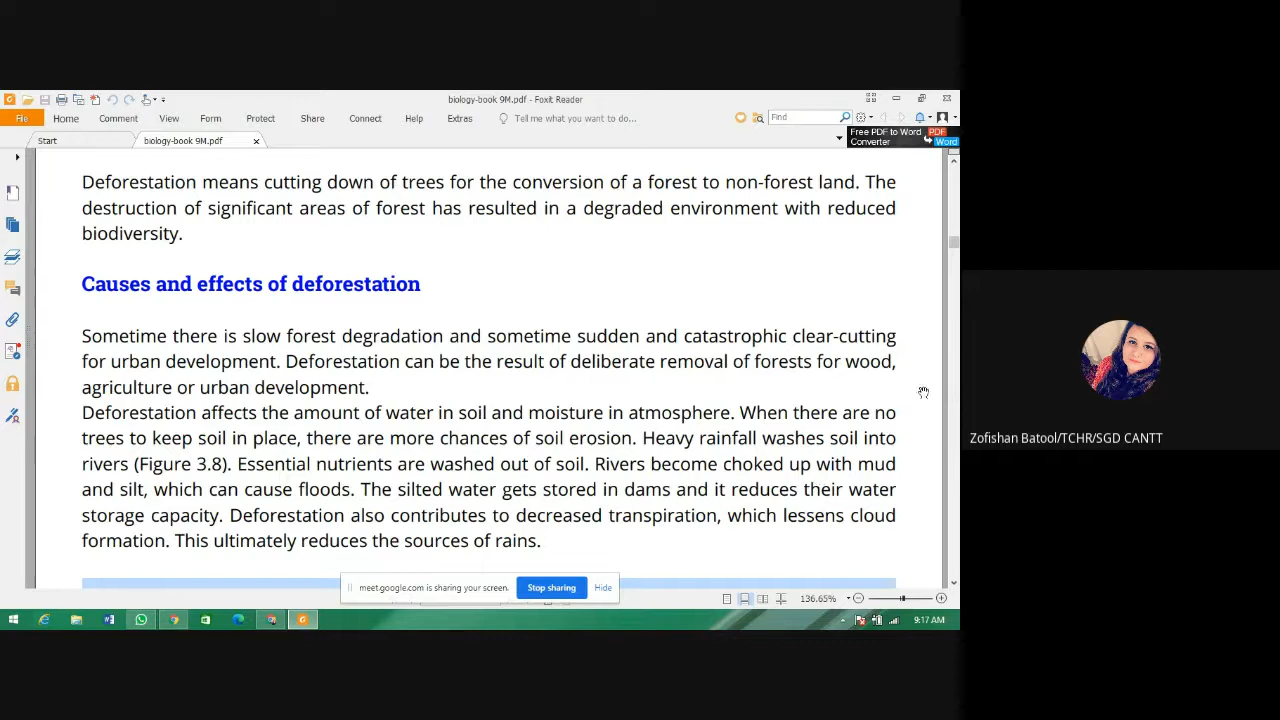 biology-book 9M.pdf - Foxit Reader
File Home Comment View Form Protect Share Connect Help Extras Tell me what you want to do... Find
Free PDF to Word Converter PDF Word
Start biology-book 9M.pdf
Deforestation means cutting down of trees for the conversion of a forest to non-forest land. The
destruction of significant areas of forest has resulted in a degraded environment with reduced
biodiversity.
Causes and effects of deforestation
Sometime there is slow forest degradation and sometime sudden and catastrophic clear-cutting
for urban development. Deforestation can be the result of deliberate removal of forests for wood,
agriculture or urban development.
Deforestation affects the amount of water in soil and moisture in atmosphere. When there are no
trees to keep soil in place, there are more chances of soil erosion. Heavy rainfall washes soil into
rivers (Figure 3.8). Essential nutrients are washed out of soil. Rivers become choked up with mud
and silt, which can cause floods. The silted water gets stored in dams and it reduces their water
storage capacity. Deforestation also contributes to decreased transpiration, which lessens cloud
formation. This ultimately reduces the sources of rains.
Zofishan Batool/TCHR/SGD CANTT
meet.google.com is sharing your screen. Stop sharing Hide
136.65%
9:17 AM